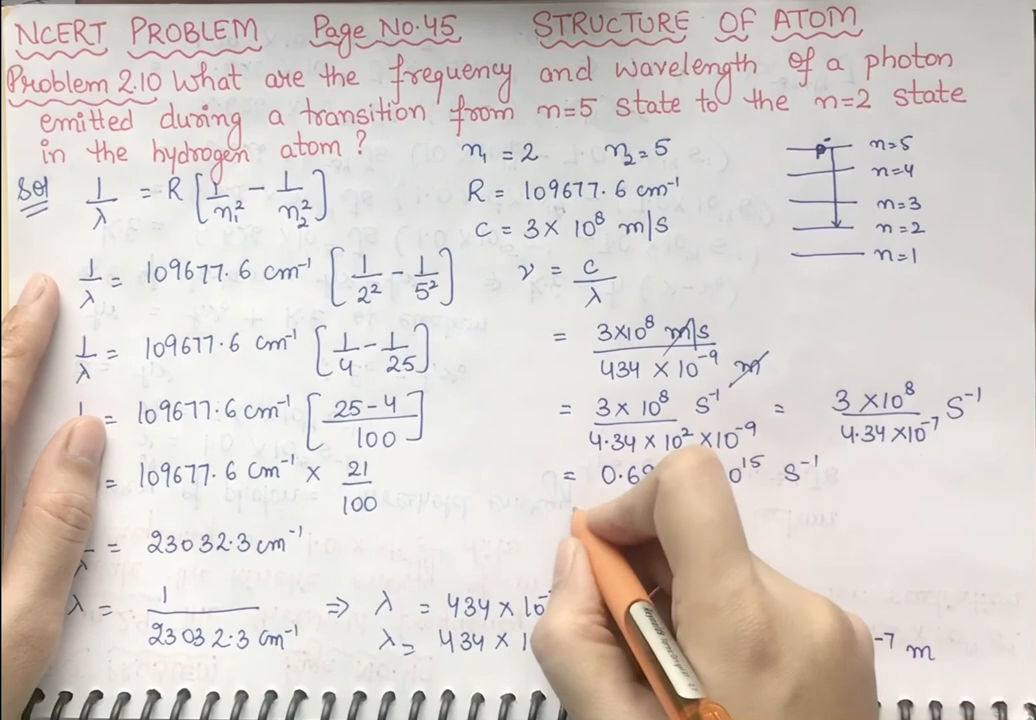 NCERT PROBLEM Page No.45 STRUCTURE OF ATOM
Problem 2.10 What are the frequency and wavelength of a photon
emitted during a transition from n=5 state to the n=2 state
in the hydrogen atom?
Sol 1/λ = R [1/n₁² - 1/n₂²]
1/λ = 109677.6 cm⁻¹ [1/2² - 1/5²]
1/λ = 109677.6 cm⁻¹ [1/4 - 1/25]
= 109677.6 cm⁻¹ [25-4/100]
= 109677.6 cm⁻¹ × 21/100
= 23032.3 cm⁻¹
λ = 1/23032.3 cm⁻¹ ⇒ λ = 434 × 10
λ = 434 × 1
⁻⁷ m
n₁ = 2 n₂ = 5
R = 109677.6 cm⁻¹
C = 3 × 10⁸ m/s
ν = c/λ
= 3×10⁸ m/s / 434 × 10⁻⁹ m
= 3 × 10⁸ / 4.34 × 10² × 10⁻⁹ S⁻¹ = 3 × 10⁸ / 4.34 × 10⁻⁷ S⁻¹
= 0.69 0¹⁵ S⁻¹
n=5
n=4
n=3
n=2
n=1